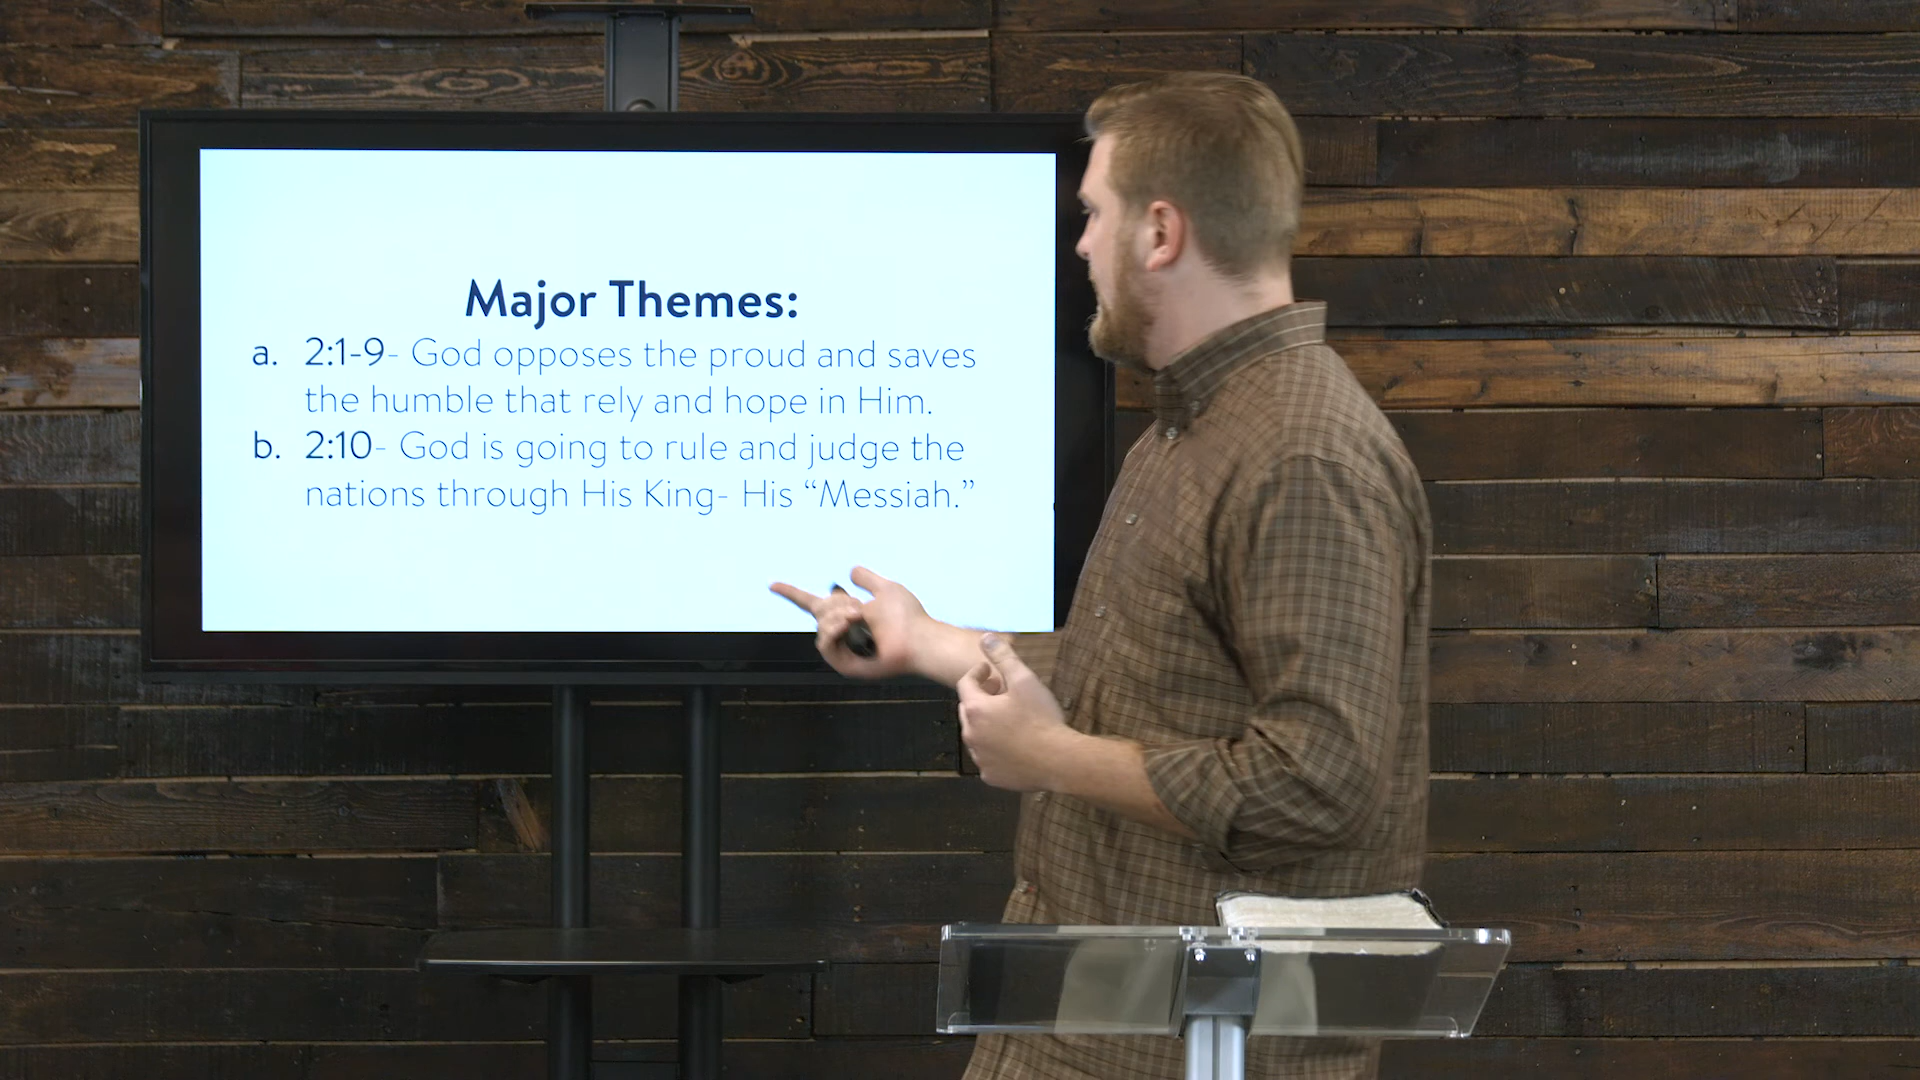 Major Themes:
a. 2:1-9- God opposes the proud and saves
the humble that rely and hope in Him.
b. 2:10- God is going to rule and judge the
nations through His King- His “Messiah.”